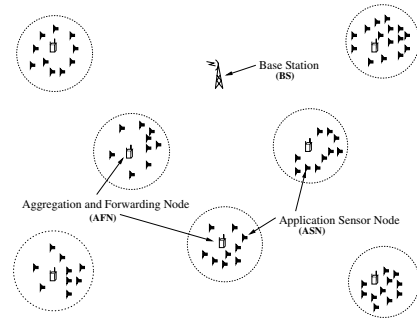 Base Station
(BS)
Aggregation and Forwarding Node
(AFN)
Application Sensor Node
(ASN)